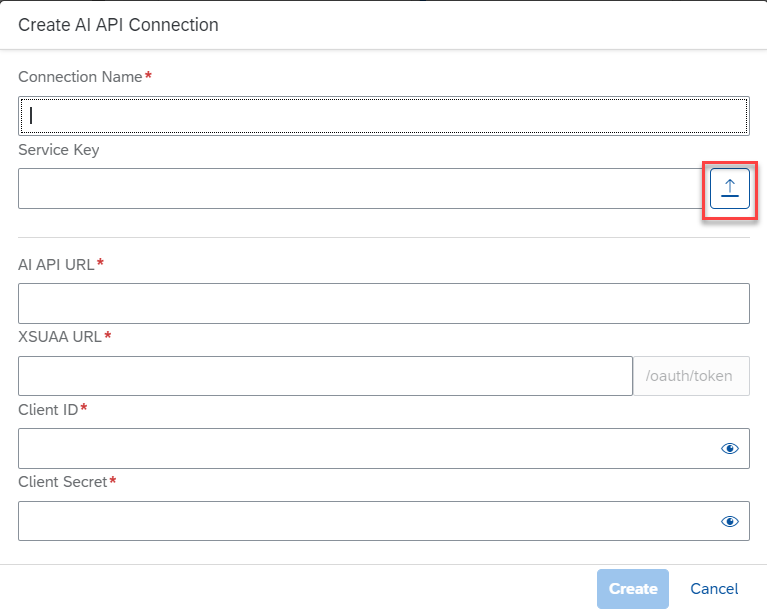 Create AI API Connection
Connection Name*
Service Key
AI API URL*
XSUAA URL*
/oauth/token
Client ID*
Client Secret*
Create Cancel